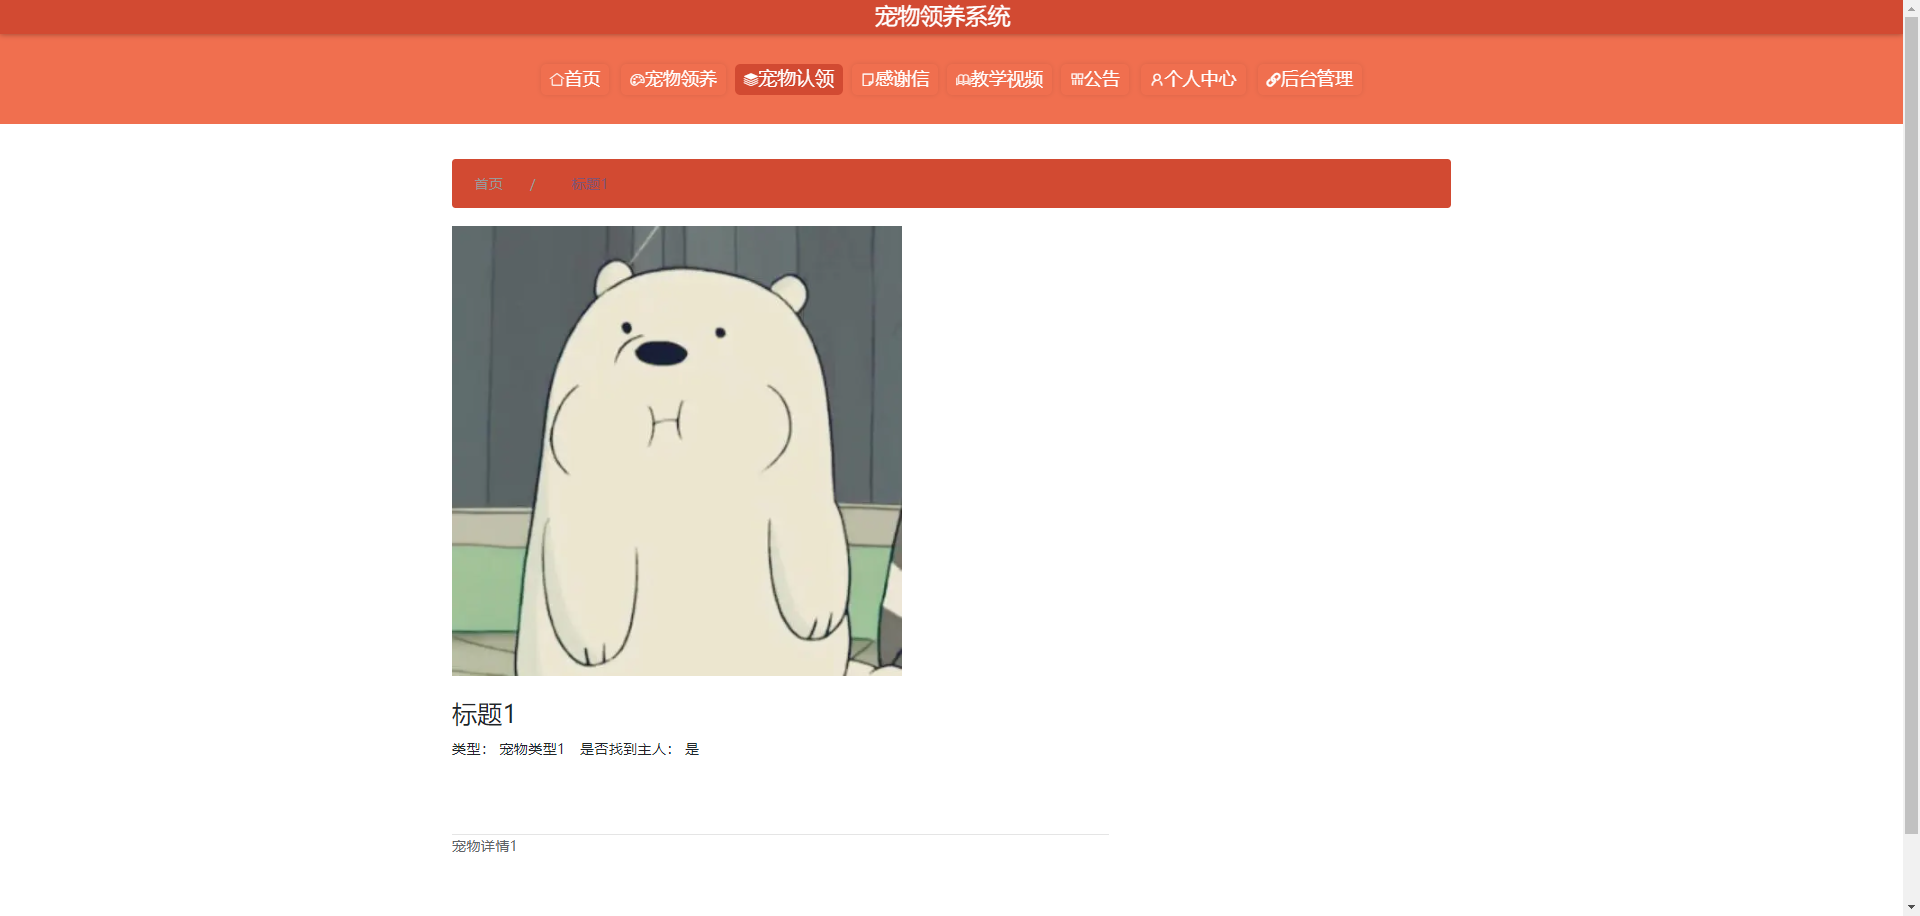 宠物领养系统
首页 宠物领养 宠物认领 感谢信 教学视频 公告 个人中心 后台管理
首页 / 标题1
标题1
类型： 宠物类型1 是否找到主人： 是
宠物详情1